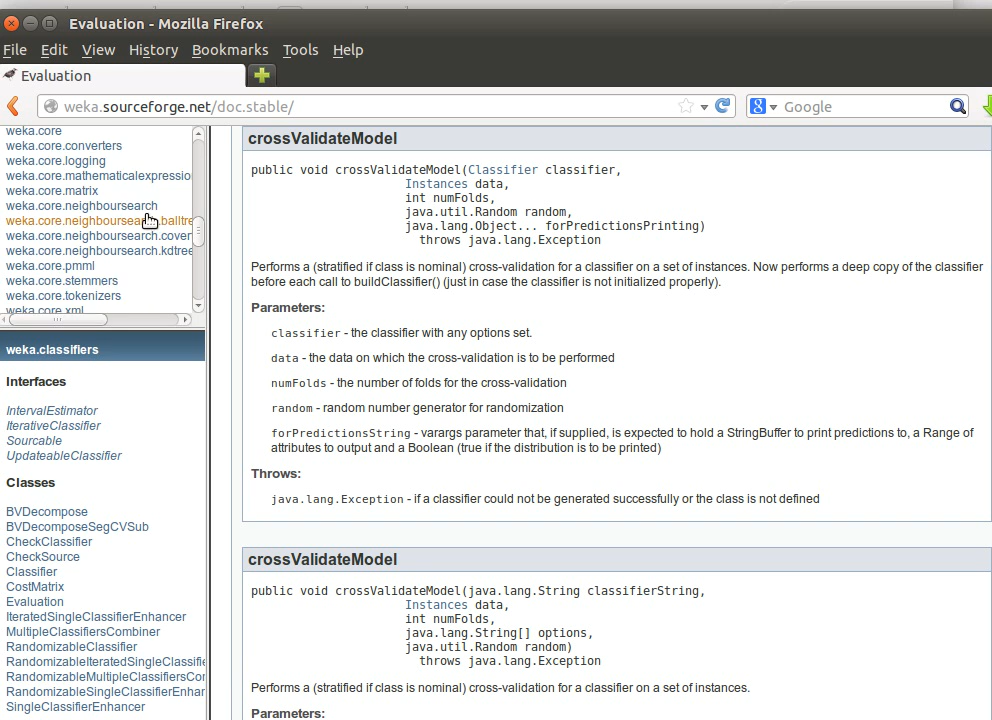 Evaluation - Mozilla Firefox
File Edit View History Bookmarks Tools Help
Evaluation
weka.sourceforge.net/doc.stable/
Google
weka.core
weka.core.converters
weka.core.logging
weka.core.mathematicalexpressio
weka.core.matrix
weka.core.neighboursearch
weka.core.neighboursearch.balltre
weka.core.neighboursearch.cover
weka.core.neighboursearch.kdtree
weka.core.pmml
weka.core.stemmers
weka.core.tokenizers
weka.core.xml
weka.classifiers
Interfaces
IntervalEstimator
IterativeClassifier
Sourcable
UpdateableClassifier
Classes
BVDecompose
BVDecomposeSegCVSub
CheckClassifier
CheckSource
Classifier
CostMatrix
Evaluation
IteratedSingleClassifierEnhancer
MultipleClassifiersCombiner
RandomizableClassifier
RandomizableIteratedSingleClassifie
RandomizableMultipleClassifiersCor
RandomizableSingleClassifierEnhar
SingleClassifierEnhancer
crossValidateModel
public void crossValidateModel(Classifier classifier,
Instances data,
int numFolds,
java.util.Random random,
java.lang.Object... forPredictionsPrinting)
throws java.lang.Exception
Performs a (stratified if class is nominal) cross-validation for a classifier on a set of instances. Now performs a deep copy of the classifier
before each call to buildClassifier() (just in case the classifier is not initialized properly).
Parameters:
classifier - the classifier with any options set.
data - the data on which the cross-validation is to be performed
numFolds - the number of folds for the cross-validation
random - random number generator for randomization
forPredictionsString - varargs parameter that, if supplied, is expected to hold a StringBuffer to print predictions to, a Range of
attributes to output and a Boolean (true if the distribution is to be printed)
Throws:
java.lang.Exception - if a classifier could not be generated successfully or the class is not defined
crossValidateModel
public void crossValidateModel(java.lang.String classifierString,
Instances data,
int numFolds,
java.lang.String[] options,
java.util.Random random)
throws java.lang.Exception
Performs a (stratified if class is nominal) cross-validation for a classifier on a set of instances.
Parameters: